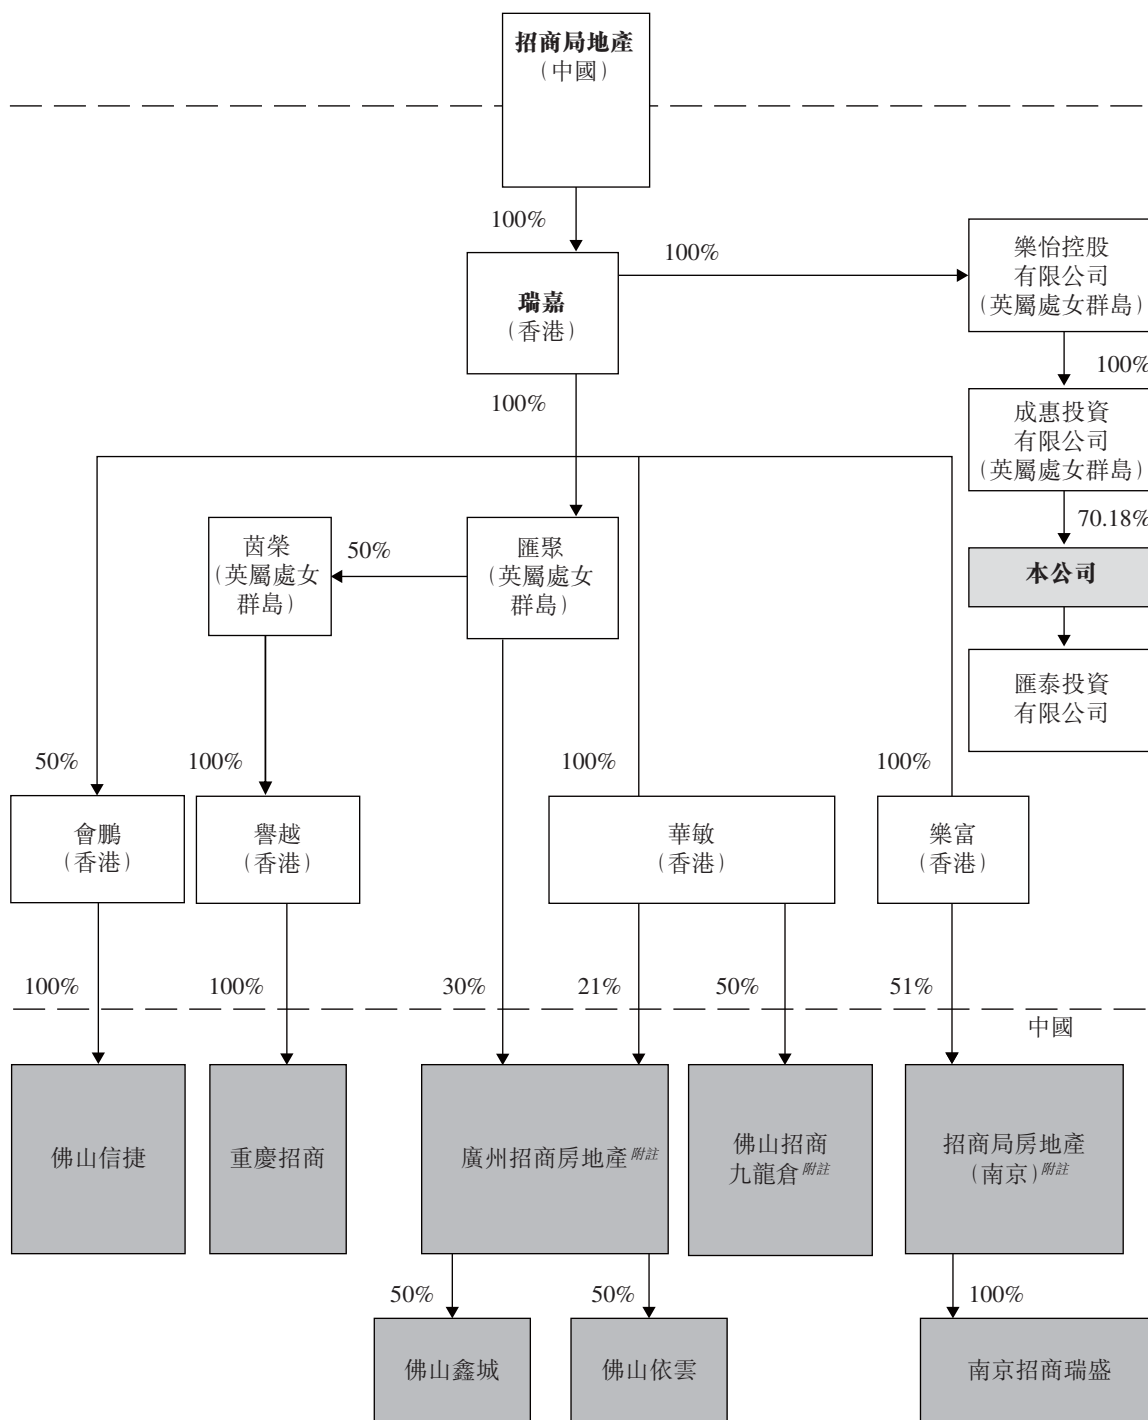 招商局地產
（中國）
100%
瑞嘉
（香港）
100%
樂怡控股
有限公司
（英屬處女群島）
100%
成惠投資
有限公司
（英屬處女群島）
70.18%
本公司
匯泰投資
有限公司
100%
茵榮
（英屬處女
群島）
50%
匯聚
（英屬處女
群島）
50%
100%
100%
100%
會鵬
（香港）
譽越
（香港）
華敏
（香港）
樂富
（香港）
100%
100%
30%
21%
50%
51%
中國
佛山信捷
重慶招商
廣州招商房地產附註
佛山招商
九龍倉附註
招商局房地產
（南京）附註
50%
50%
100%
佛山鑫城
佛山依雲
南京招商瑞盛